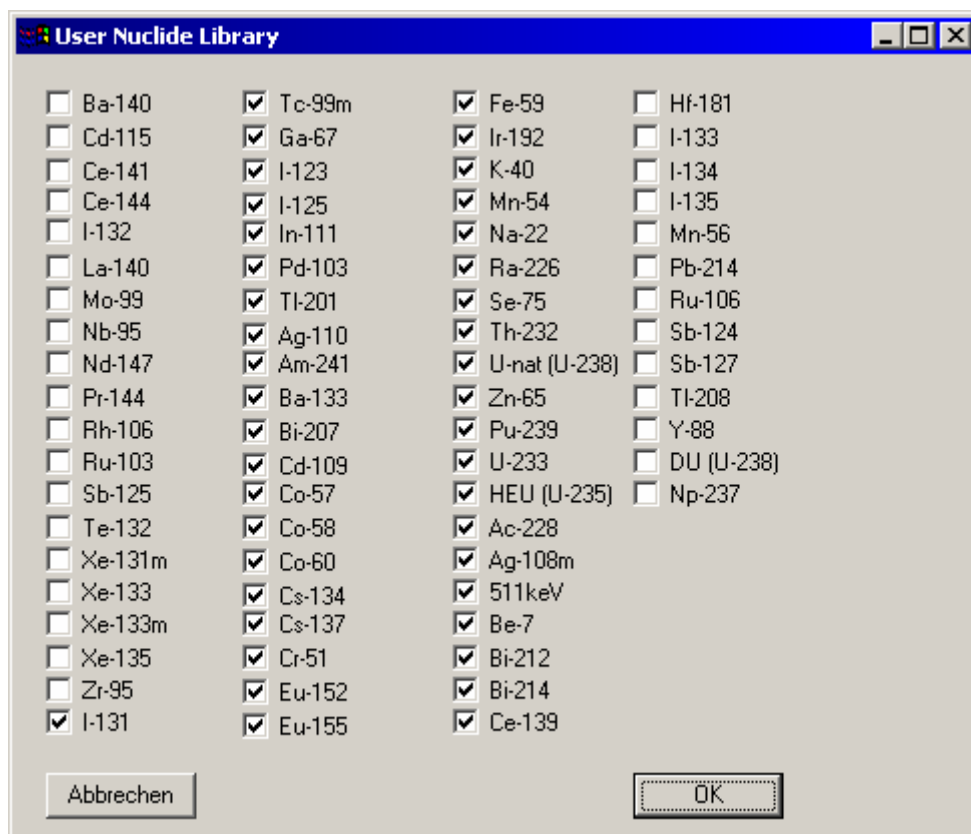 User Nuclide Library
Ba-140
Cd-115
Ce-141
Ce-144
I-132
La-140
Mo-99
Nb-95
Nd-147
Pr-144
Rh-106
Ru-103
Sb-125
Te-132
Xe-131m
Xe-133
Xe-133m
Xe-135
Zr-95
I-131
Tc-99m
Ga-67
I-123
I-125
In-111
Pd-103
Tl-201
Ag-110
Am-241
Ba-133
Bi-207
Cd-109
Co-57
Co-58
Co-60
Cs-134
Cs-137
Cr-51
Eu-152
Eu-155
Fe-59
Ir-192
K-40
Mn-54
Na-22
Ra-226
Se-75
Th-232
U-nat (U-238)
Zn-65
Pu-239
U-233
HEU (U-235)
Ac-228
Ag-108m
511keV
Be-7
Bi-212
Bi-214
Ce-139
Hf-181
I-133
I-134
I-135
Mn-56
Pb-214
Ru-106
Sb-124
Sb-127
Tl-208
Y-88
DU (U-238)
Np-237
Abbrechen
OK